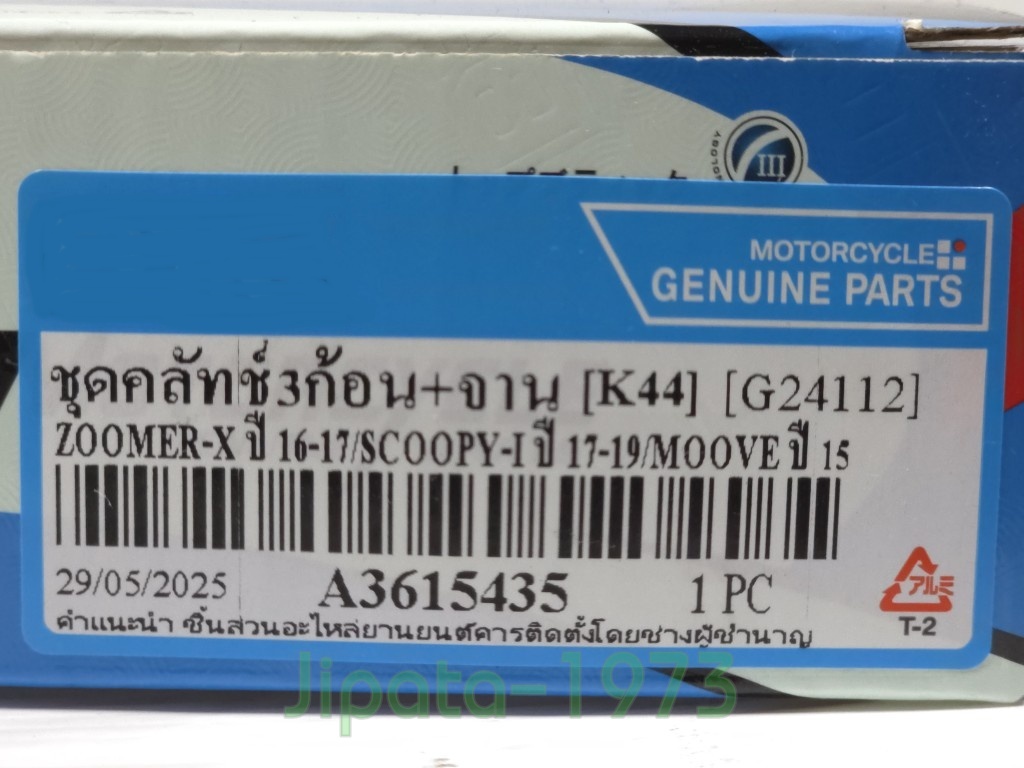 III
MOTORCYCLE
GENUINE PARTS
ชุดคลัทช์ 3ก้อน+จาน [K44] [G24112]
ZOOMER-X ปี 16-17/SCOOPY-I ปี 17-19/MOOVE ปี 15
29/05/2025 A3615435 1 PC
アルミ
T-2
คำแนะนำ ชิ้นส่วนอะไหล่ยานยนต์ควรติดตั้งโดยช่างผู้ชำนาญ
Jipata-1973